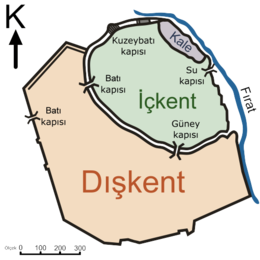 K
Kuzeybatı
kapısı
Kale
Su
kapısı
Batı
kapısı
Fırat
İçkent
Batı
kapısı
Güney
kapısı
Dışkent
Ölçek
0 100 200 300